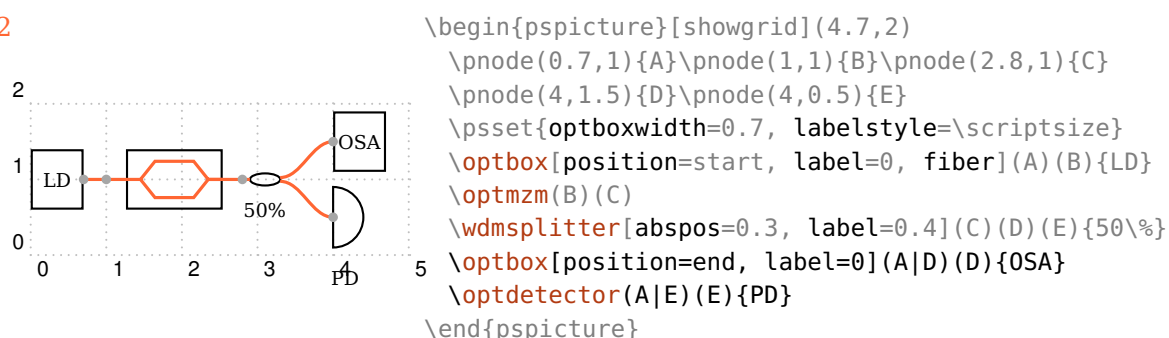 2
2
1
0
0 1 2 3 4 5
LD
50%
OSA
PD
\begin{pspicture}[showgrid](4.7,2)
\pnode(0.7,1){A}\pnode(1,1){B}\pnode(2.8,1){C}
\pnode(4,1.5){D}\pnode(4,0.5){E}
\psset{optboxwidth=0.7, labelstyle=\scriptsize}
\optbox[position=start, label=0, fiber](A)(B){LD}
\optmzm(B)(C)
\wdmsplitter[abspos=0.3, label=0.4](C)(D)(E){50\%}
\optbox[position=end, label=0](A|D)(D){OSA}
\optdetector(A|E)(E){PD}
\end{pspicture}